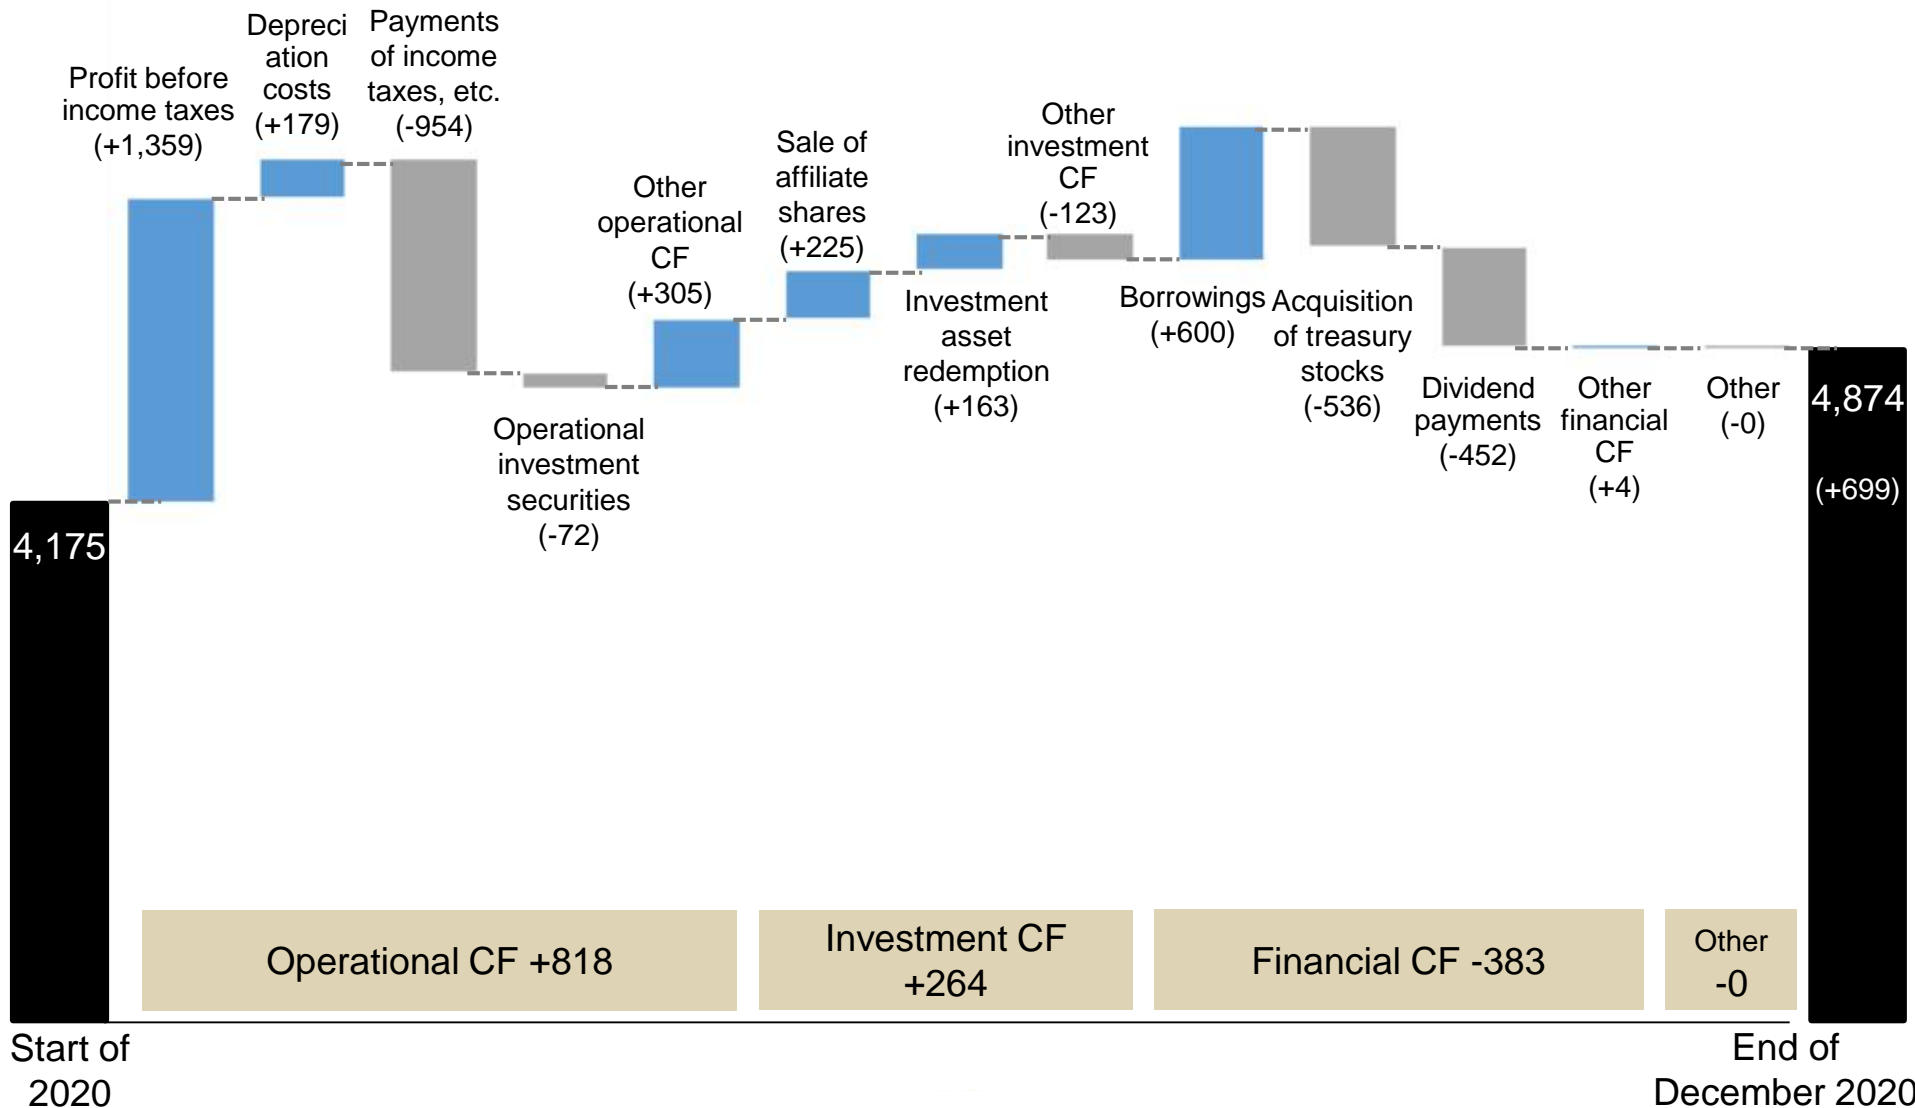 Profit before
income taxes
(+1,359)
Depreci
ation
costs
(+179)
Payments
of income
taxes, etc.
(-954)
Operational
investment
securities
(-72)
Other
operational
CF
(+305)
Sale of
affiliate
shares
(+225)
Investment
asset
redemption
(+163)
Other
investment
CF
(-123)
Borrowings
(+600)
Acquisition
of treasury
stocks
(-536)
Dividend
payments
(-452)
Other
financial
CF
(+4)
Other
(-0)
4,175
4,874
(+699)
Operational CF +818
Investment CF
+264
Financial CF -383
Other
-0
Start of
2020
End of
December 2020